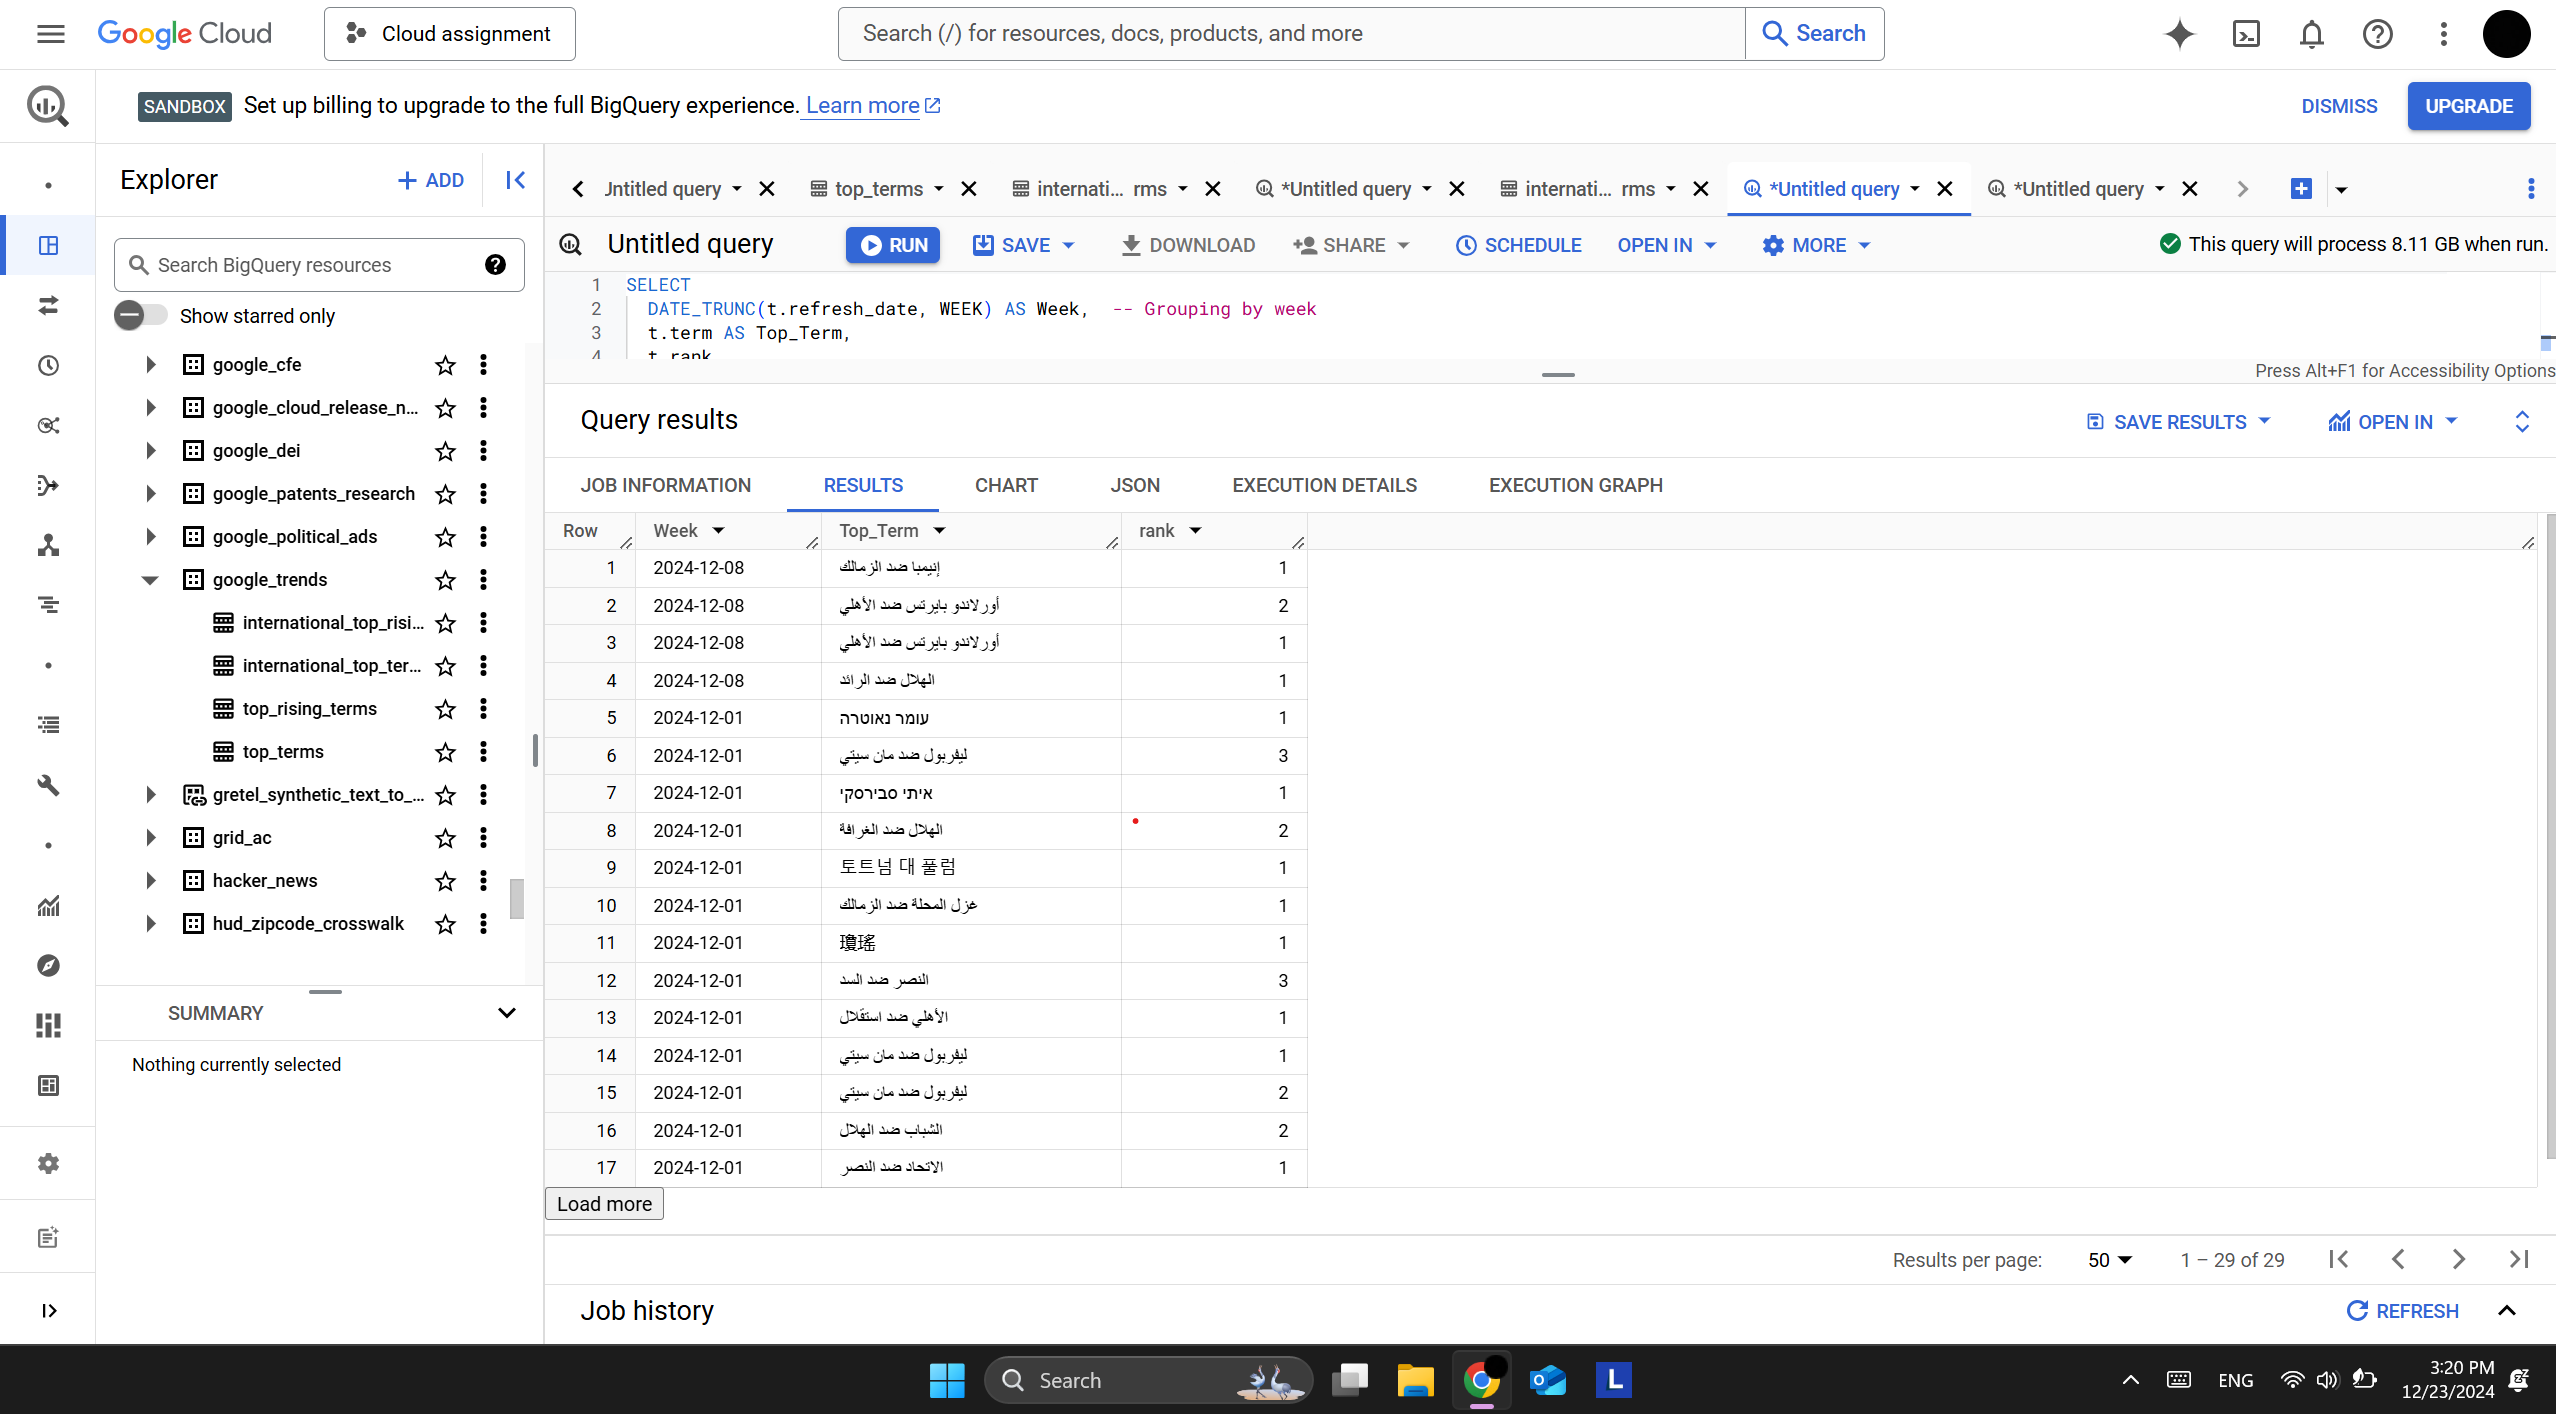 Google Cloud
Cloud assignment
Search (/) for resources, docs, products, and more
Search
SANDBOX Set up billing to upgrade to the full BigQuery experience. Learn more
DISMISS
UPGRADE
Explorer
+ ADD
Search BigQuery resources
Show starred only
google_cfe
google_cloud_release_n...
google_dei
google_patents_research
google_political_ads
google_trends
international_top_risi...
international_top_ter...
top_rising_terms
top_terms
gretel_synthetic_text_to_...
grid_ac
hacker_news
hud_zipcode_crosswalk
SUMMARY
Nothing currently selected
Untitled query
top_terms
internati... rms
*Untitled query
internati... rms
*Untitled query
*Untitled query
Untitled query
RUN
SAVE
DOWNLOAD
SHARE
SCHEDULE
OPEN IN
MORE
This query will process 8.11 GB when run.
1 SELECT
2 DATE_TRUNC(t.refresh_date, WEEK) AS Week, -- Grouping by week
3 t.term AS Top_Term,
4 t.rank
Press Alt+F1 for Accessibility Options
Query results
SAVE RESULTS
OPEN IN
JOB INFORMATION RESULTS CHART JSON EXECUTION DETAILS EXECUTION GRAPH
Row Week Top_Term rank
1 2024-12-08 إنيمبا ضد الزمالك 1
2 2024-12-08 أورلاندو بايرتس ضد الأهلي 2
3 2024-12-08 أورلاندو بايرتس ضد الأهلي 1
4 2024-12-08 الهلال ضد الرائد 1
5 2024-12-01 עומר נאוטרה 1
6 2024-12-01 ليفربول ضد مان سيتي 3
7 2024-12-01 איתי סבירסקי 1
8 2024-12-01 الهلال ضد الغرافة 2
9 2024-12-01 토트넘 대 풀럼 1
10 2024-12-01 غزل المحلة ضد الزمالك 1
11 2024-12-01 瓊瑤 1
12 2024-12-01 النصر ضد السد 3
13 2024-12-01 الأهلي ضد استقلال 1
14 2024-12-01 ليفربول ضد مان سيتي 1
15 2024-12-01 ليفربول ضد مان سيتي 2
16 2024-12-01 الشباب ضد الهلال 2
17 2024-12-01 الاتحاد ضد النصر 1
Load more
Results per page: 50 1 – 29 of 29
Job history
REFRESH
Search
L
ENG
3:20 PM
12/23/2024